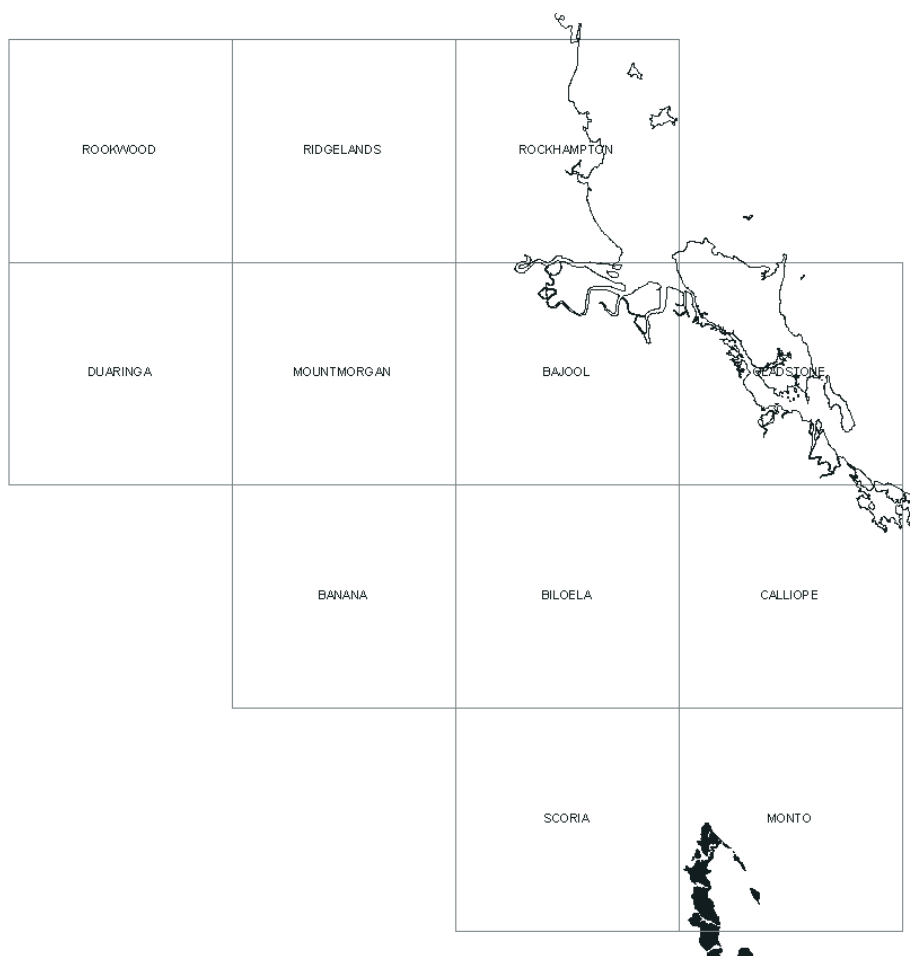 ROOKWOOD
RIDGELANDS
ROCKHAMPTON
DUARINGA
MOUNTMORGAN
BAJOOL
GLADSTONE
BANANA
BILOELA
CALLIOPE
SCORIA
MONTO